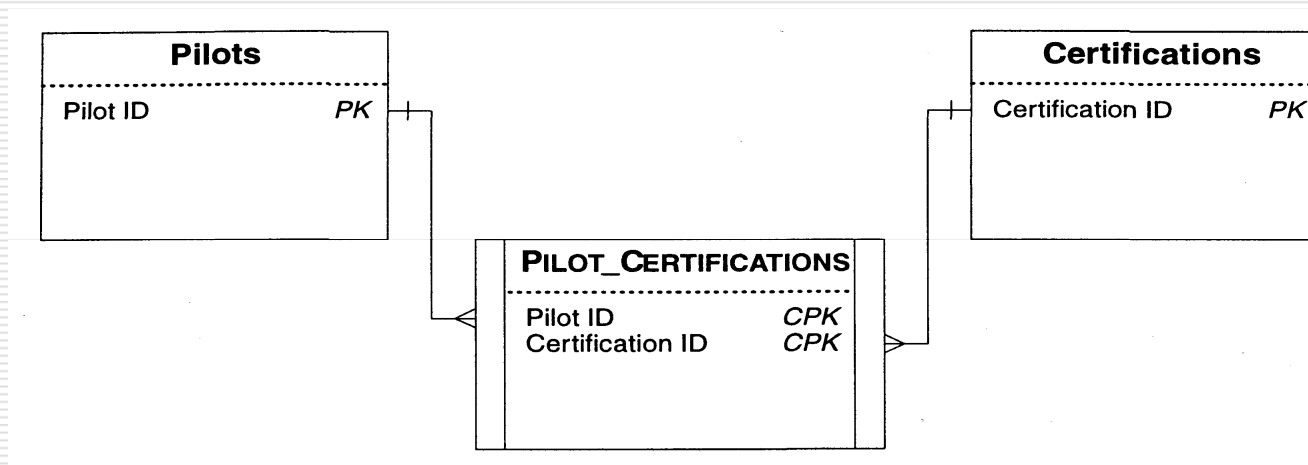 Pilots
Pilot ID PK
Certifications
Certification ID PK
PILOT_CERTIFICATIONS
Pilot ID CPK
Certification ID CPK